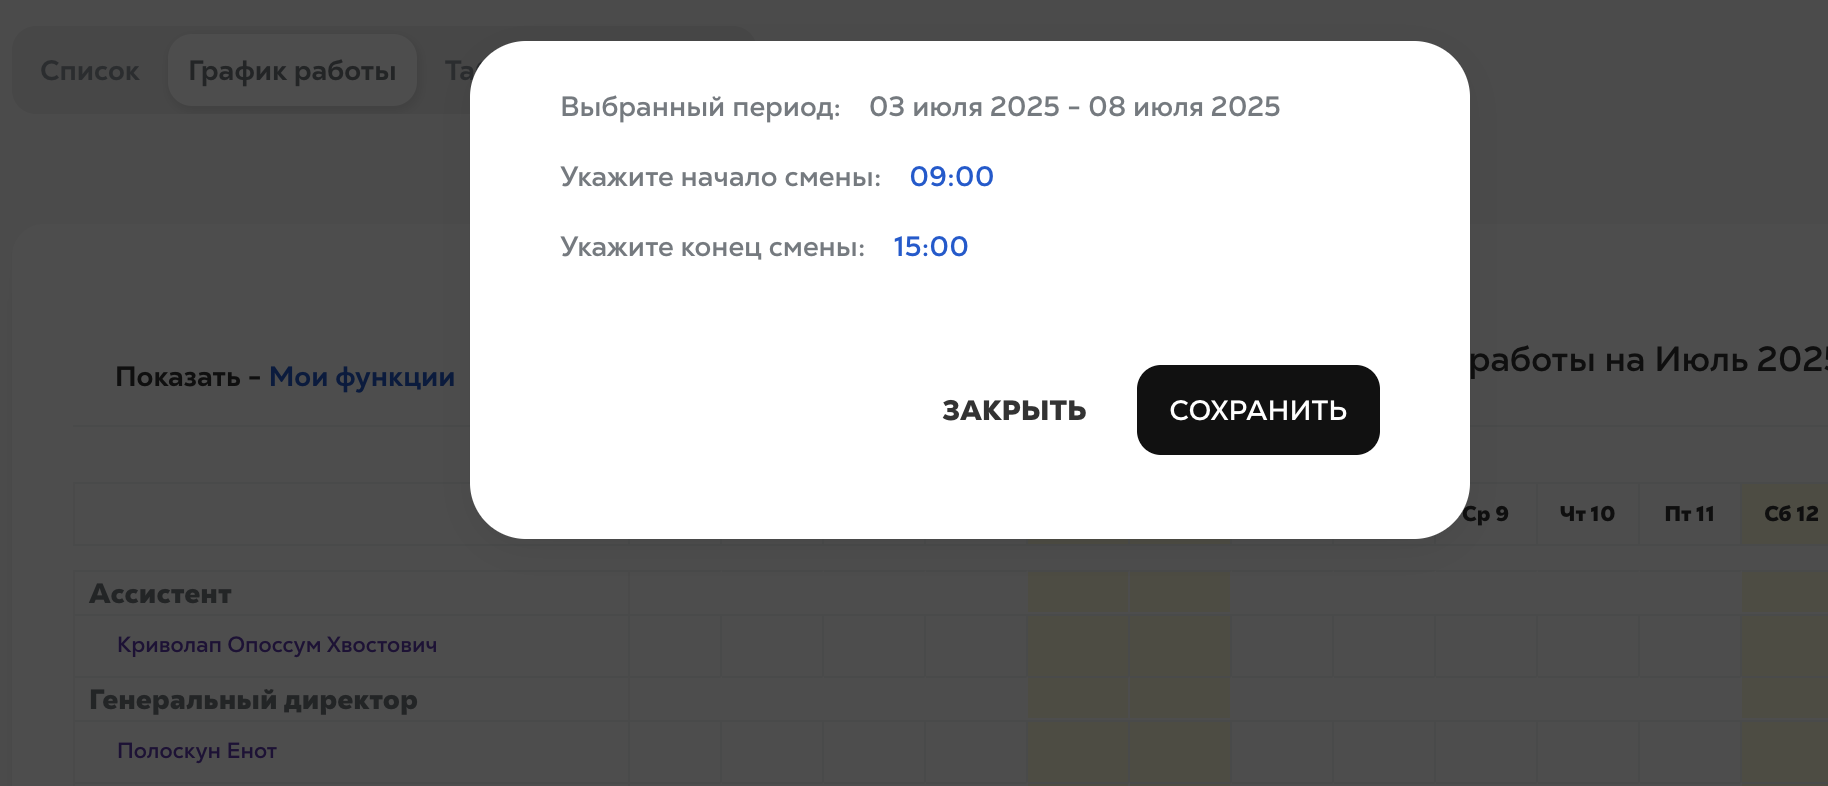 Список График работы
Выбранный период: 03 июля 2025 - 08 июля 2025
Укажите начало смены: 09:00
Укажите конец смены: 15:00
ЗАКРЫТЬ СОХРАНИТЬ
Показать - Мои функции
работы на Июль 2025
Ср 9 Чт 10 Пт 11 Сб 12
Ассистент
Криволап Опоссум Хвостович
Генеральный директор
Полоскун Енот